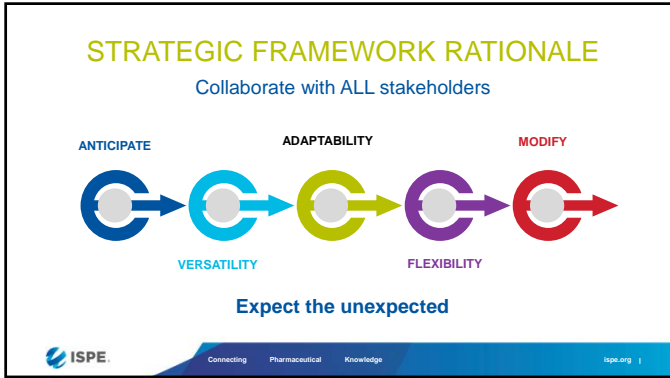 STRATEGIC FRAMEWORK RATIONALE
Collaborate with ALL stakeholders
ANTICIPATE
VERSATILITY
ADAPTABILITY
FLEXIBILITY
MODIFY
Expect the unexpected
ISPE.
Connecting Pharmaceutical Knowledge
ispe.org |